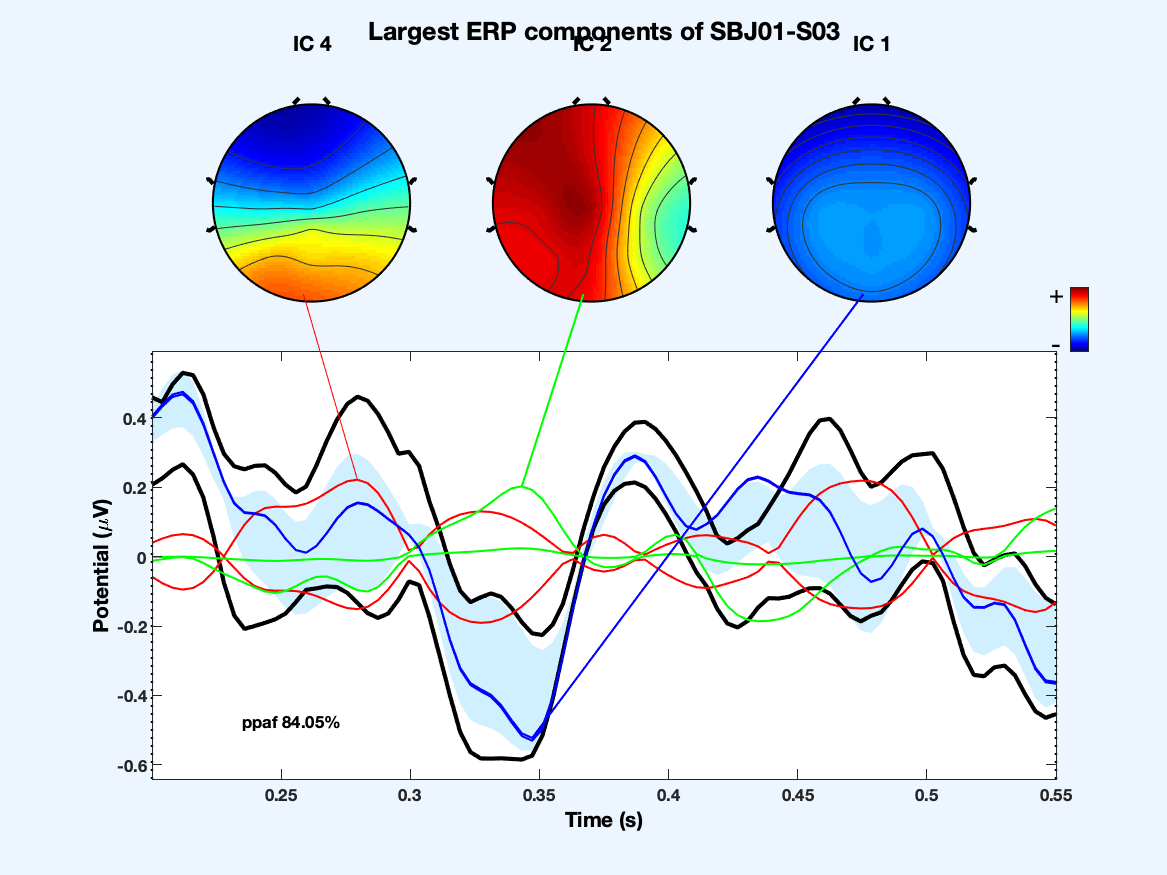 Largest ERP components of SBJ01-S03
IC 4
IC 2
IC 1
+
-
0.4
0.2
0
-0.2
-0.4
-0.6
Potential (μV)
ppaf 84.05%
0.25
0.3
0.35
0.4
0.45
0.5
0.55
Time (s)